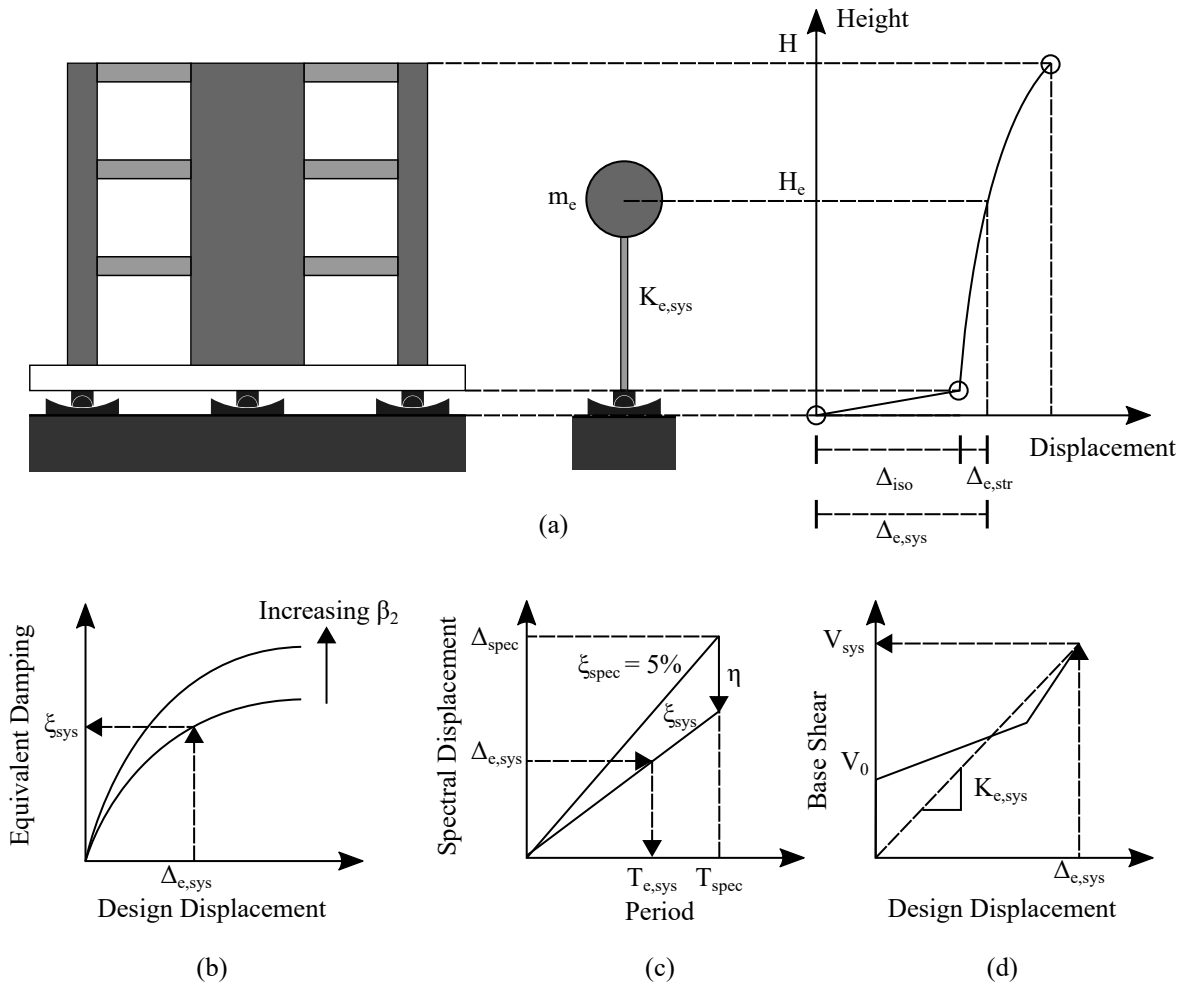 Height
H
H_e
m_e
K_e,sys
Displacement
Δ_iso
Δ_e,str
Δ_e,sys
(a)
Equivalent Damping
Increasing β_2
ξ_sys
Δ_e,sys
Design Displacement
(b)
Spectral Displacement
Δ_spec
ξ_spec = 5%
η
ξ_sys
Δ_e,sys
T_e,sys
T_spec
Period
(c)
Base Shear
V_sys
V_0
K_e,sys
Δ_e,sys
Design Displacement
(d)